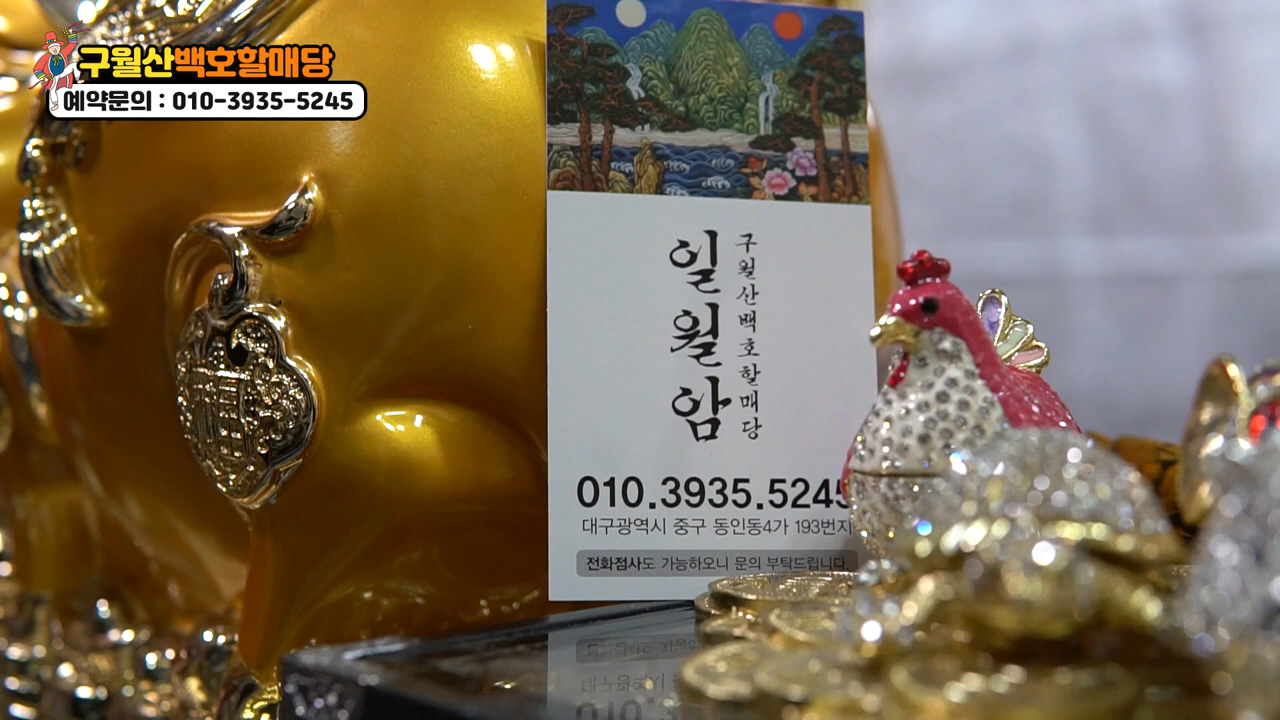 구월산백호할매당
예약문의 : 010-3935-5245
일월암
구월산백호할매당
010.3935.5245
대구광역시 중구 동인동4가 193번지
전화점사도 가능하오니 문의 부탁드립니다.